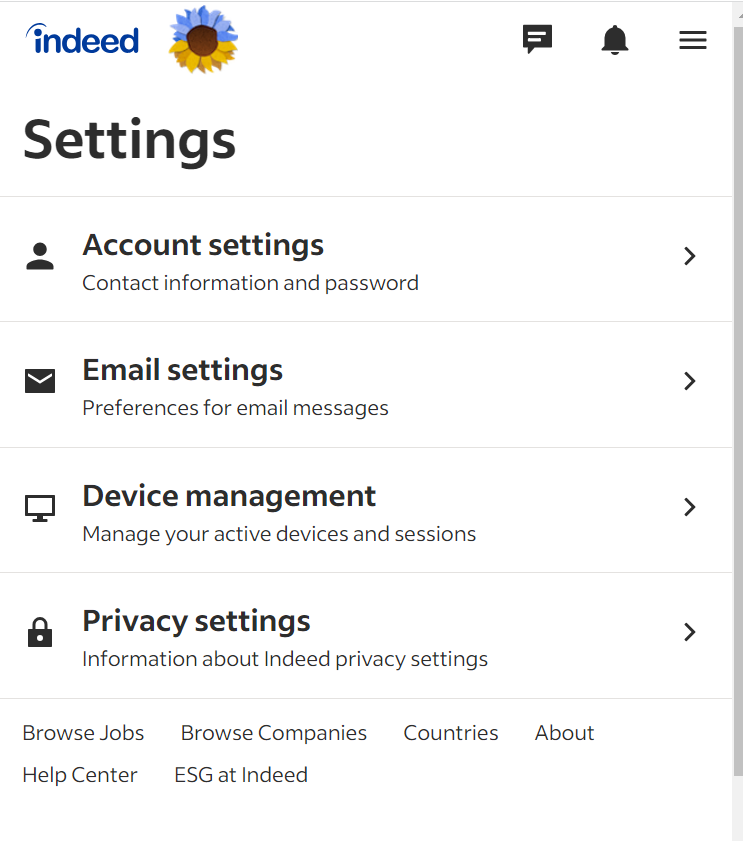 indeed
Settings
Account settings
Contact information and password
Email settings
Preferences for email messages
Device management
Manage your active devices and sessions
Privacy settings
Information about Indeed privacy settings
Browse Jobs Browse Companies Countries About
Help Center ESG at Indeed